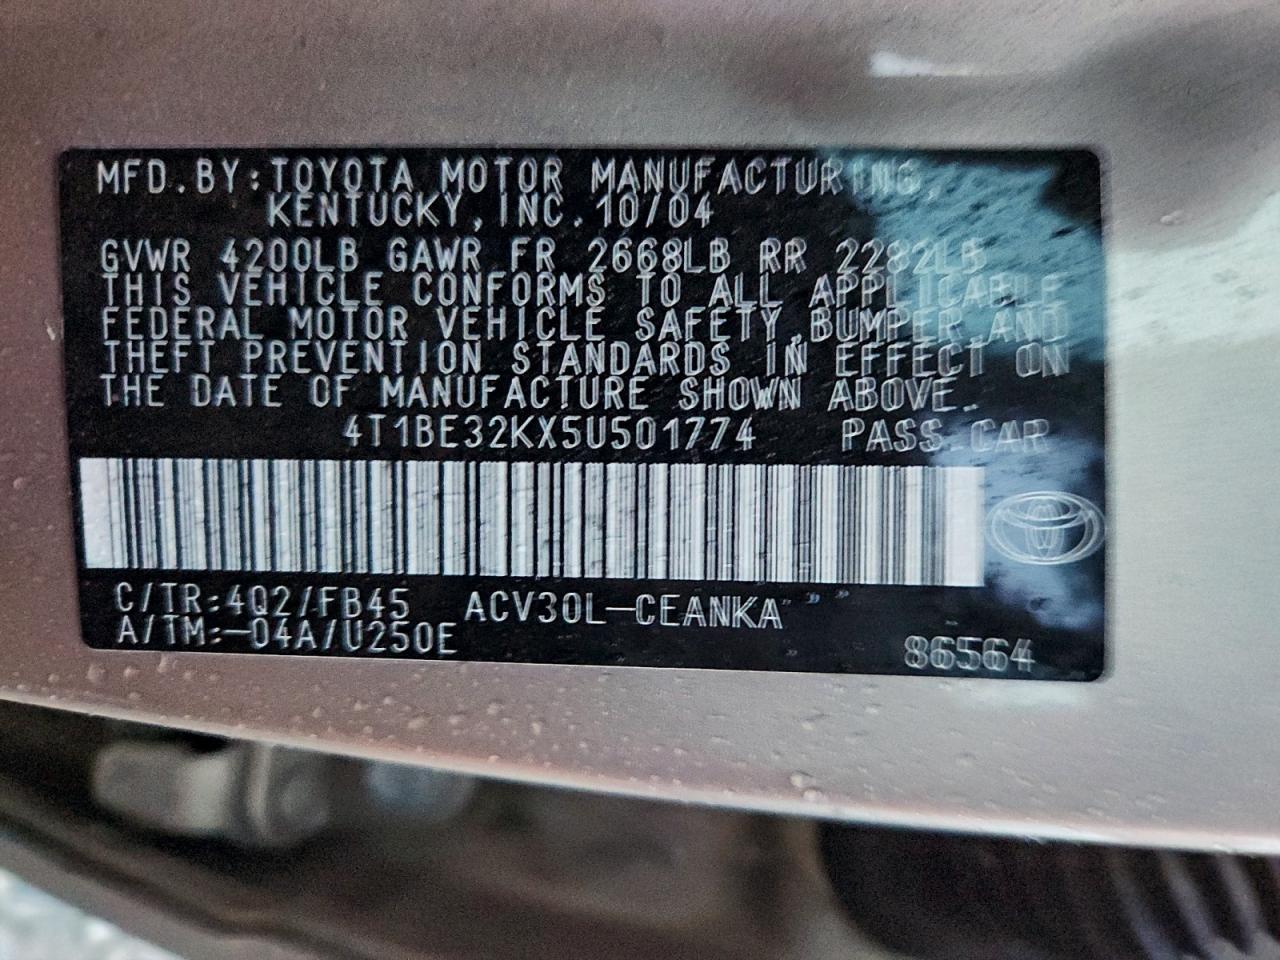 MFD.BY:TOYOTA MOTOR MANUFACTURING,
KENTUCKY,INC.10/04
GVWR 4200LB GAWR FR 2668LB RR 2282LB
THIS VEHICLE CONFORMS TO ALL APPLICABLE
FEDERAL MOTOR VEHICLE SAFETY,BUMPER AND
THEFT PREVENTION STANDARDS IN EFFECT ON
THE DATE OF MANUFACTURE SHOWN ABOVE.
4T1BE32KX5U501774 PASS.CAR
C/TR:4Q2/FB45 ACV30L-CEANKA
A/TM:-04A/U250E
86564